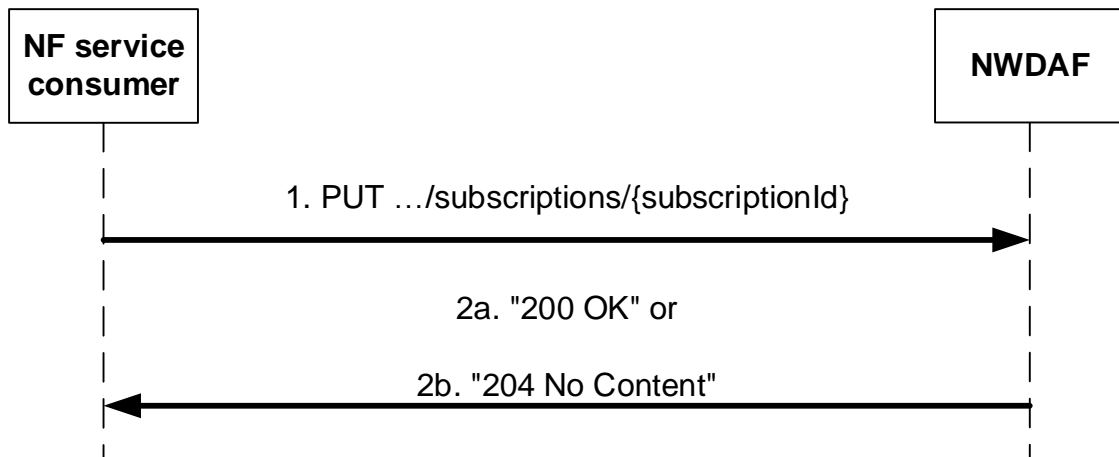 NF service
consumer
NWDAF
1. PUT …/subscriptions/{subscriptionId}
2a. "200 OK" or
2b. "204 No Content"